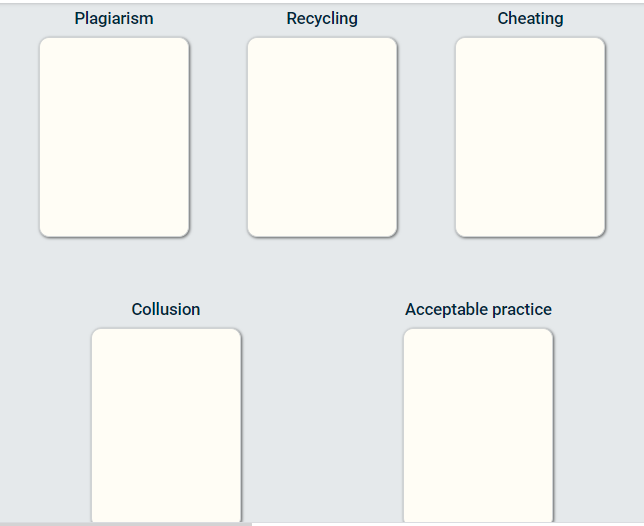 Plagiarism
Recycling
Cheating
Collusion
Acceptable practice